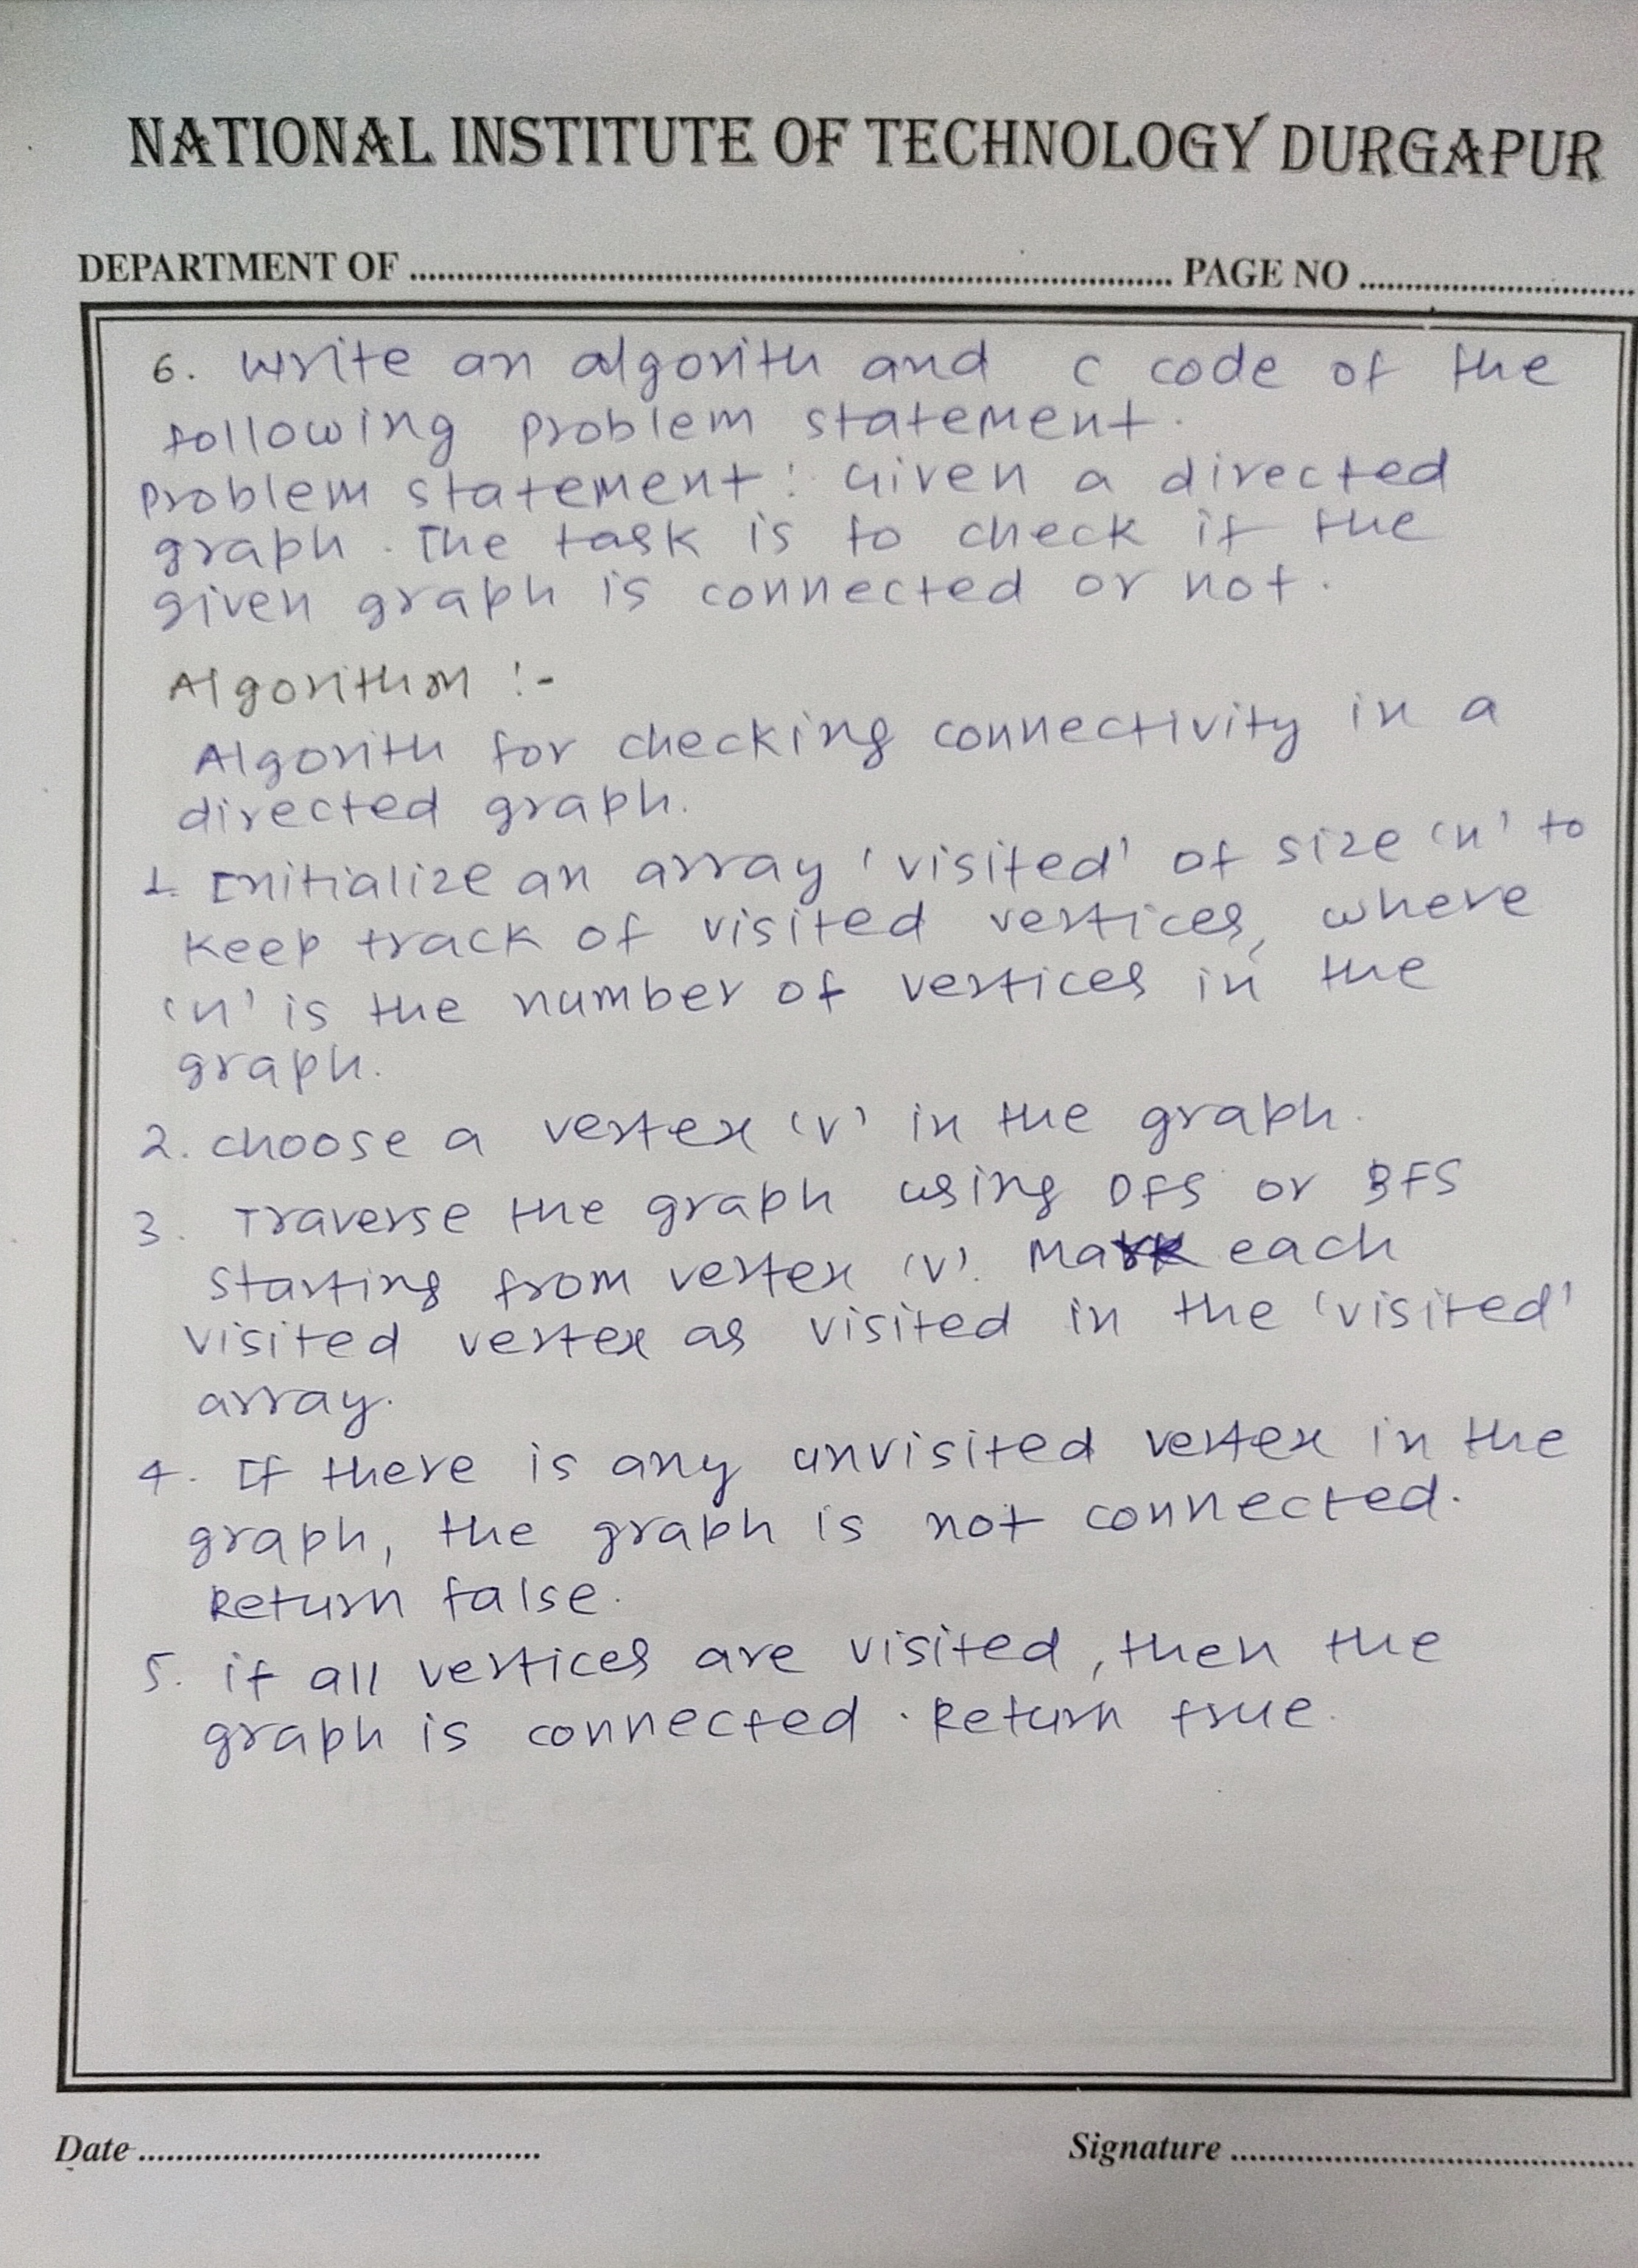 NATIONAL INSTITUTE OF TECHNOLOGY DURGAPUR
DEPARTMENT OF ........................ PAGE NO ................
6. write an algorith and c code of the
following problem statement.
problem statement: Given a directed
graph. The task is to check if the
given graph is connected or not.
Algorithm :-
Algorith for checking connectivity in a
directed graph.
1. Initialize an array 'visited' of size 'n' to
keep track of visited vertices, where
'n' is the number of vertices in the
graph.
2. choose a vertex 'v' in the graph.
3. Traverse the graph using DFS or BFS
starting from vertex 'v'. Mark each
visited vertex as visited in the 'visited'
array.
4. If there is any unvisited vertex in the
graph, the graph is not connected.
Return false.
5. if all vertices are visited, then the
graph is connected. Return true.
Date ........................ Signature ........................